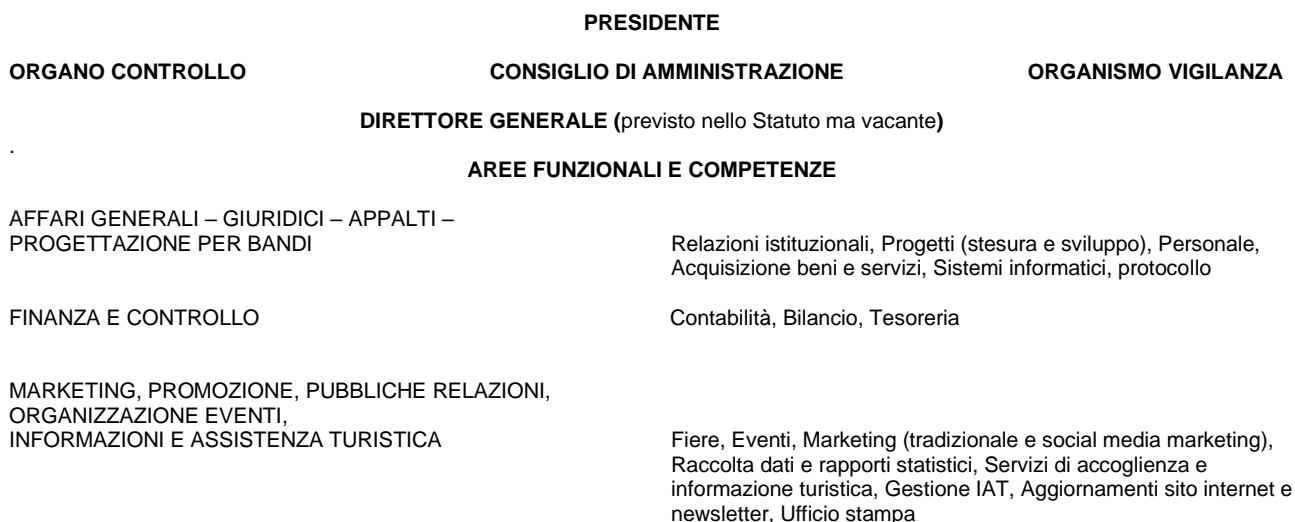 PRESIDENTE
ORGANO CONTROLLO CONSIGLIO DI AMMINISTRAZIONE ORGANISMO VIGILANZA
DIRETTORE GENERALE (previsto nello Statuto ma vacante)
.
AREE FUNZIONALI E COMPETENZE
AFFARI GENERALI – GIURIDICI – APPALTI –
PROGETTAZIONE PER BANDI Relazioni istituzionali, Progetti (stesura e sviluppo), Personale,
Acquisizione beni e servizi, Sistemi informatici, protocollo
FINANZA E CONTROLLO Contabilità, Bilancio, Tesoreria
MARKETING, PROMOZIONE, PUBBLICHE RELAZIONI,
ORGANIZZAZIONE EVENTI,
INFORMAZIONI E ASSISTENZA TURISTICA Fiere, Eventi, Marketing (tradizionale e social media marketing),
Raccolta dati e rapporti statistici, Servizi di accoglienza e
informazione turistica, Gestione IAT, Aggiornamenti sito internet e
newsletter, Ufficio stampa